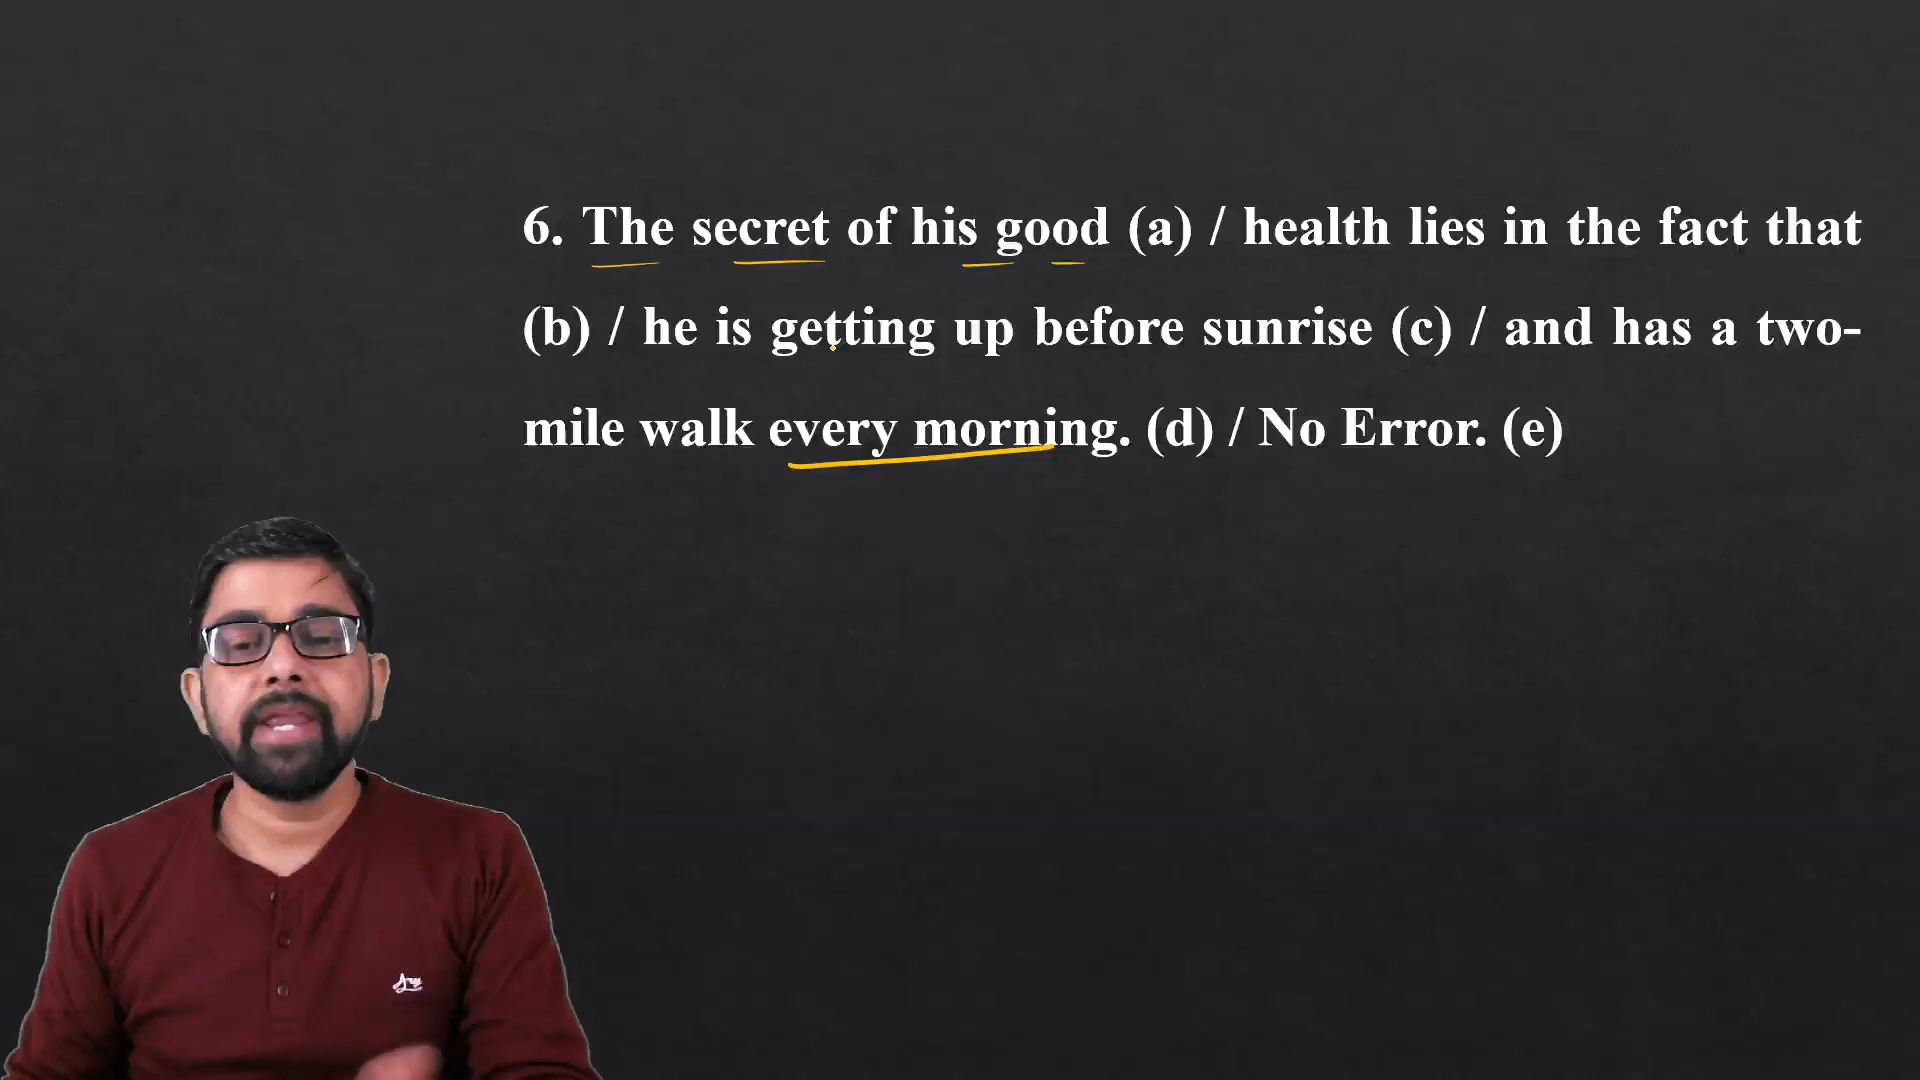 6. The secret of his good (a) / health lies in the fact that
(b) / he is getting up before sunrise (c) / and has a two-
mile walk every morning. (d) / No Error. (e)